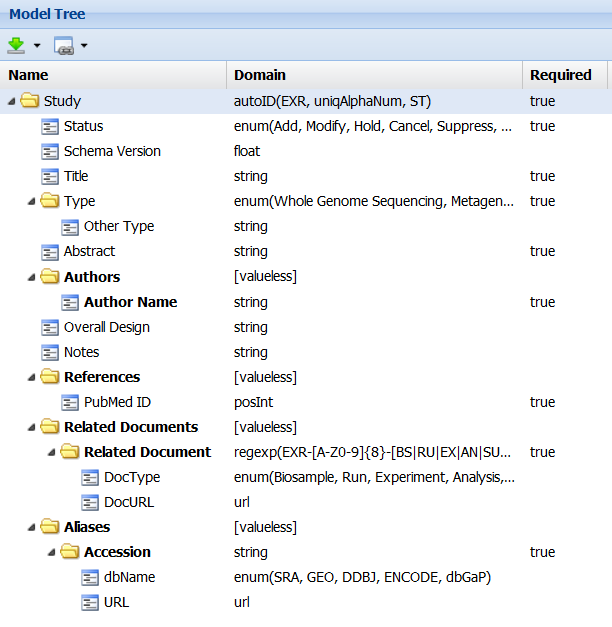 Model Tree
Name Domain Required
Study autoID(EXR, uniqAlphaNum, ST) true
Status enum(Add, Modify, Hold, Cancel, Suppress, ... true
Schema Version float
Title string true
Type enum(Whole Genome Sequencing, Metagen... true
Other Type string
Abstract string true
Authors [valueless]
Author Name string true
Overall Design string
Notes string
References [valueless]
PubMed ID posInt true
Related Documents [valueless]
Related Document regexp(EXR-[A-Z0-9]{8}-[BS|RU|EX|AN|SU... true
DocType enum(Biosample, Run, Experiment, Analysis,...
DocURL url
Aliases [valueless]
Accession string true
dbName enum(SRA, GEO, DDBJ, ENCODE, dbGaP)
URL url